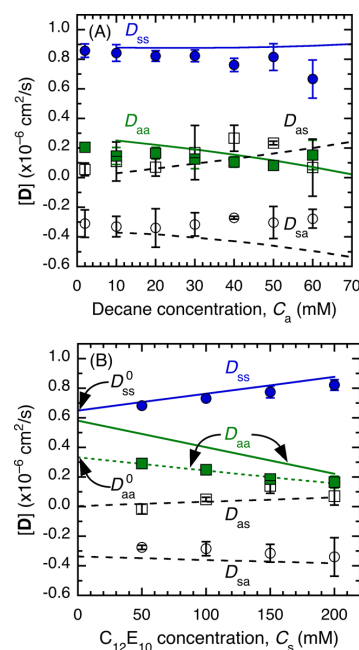 (A)
1.0
0.8
0.6
0.4
0.2
0.0
-0.2
-0.4
-0.6
[D] (x10⁻⁶ cm²/s)
Dss
Daa
Das
Dsa
0 10 20 30 40 50 60 70
Decane concentration, Ca (mM)
(B)
1.0
0.8
0.6
0.4
0.2
0.0
-0.2
-0.4
-0.6
[D] (x10⁻⁶ cm²/s)
D⁰ss
Dss
Daa
D⁰aa
Das
Dsa
0 50 100 150 200
C₁₂E₁₀ concentration, Cs (mM)